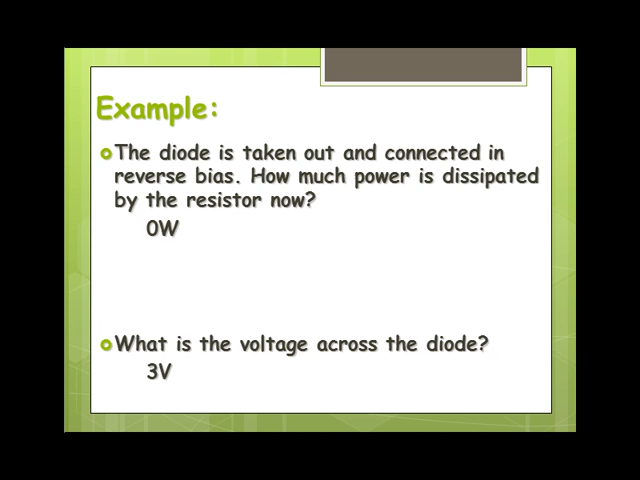 Example:
The diode is taken out and connected in
reverse bias. How much power is dissipated
by the resistor now?
0W
What is the voltage across the diode?
3V